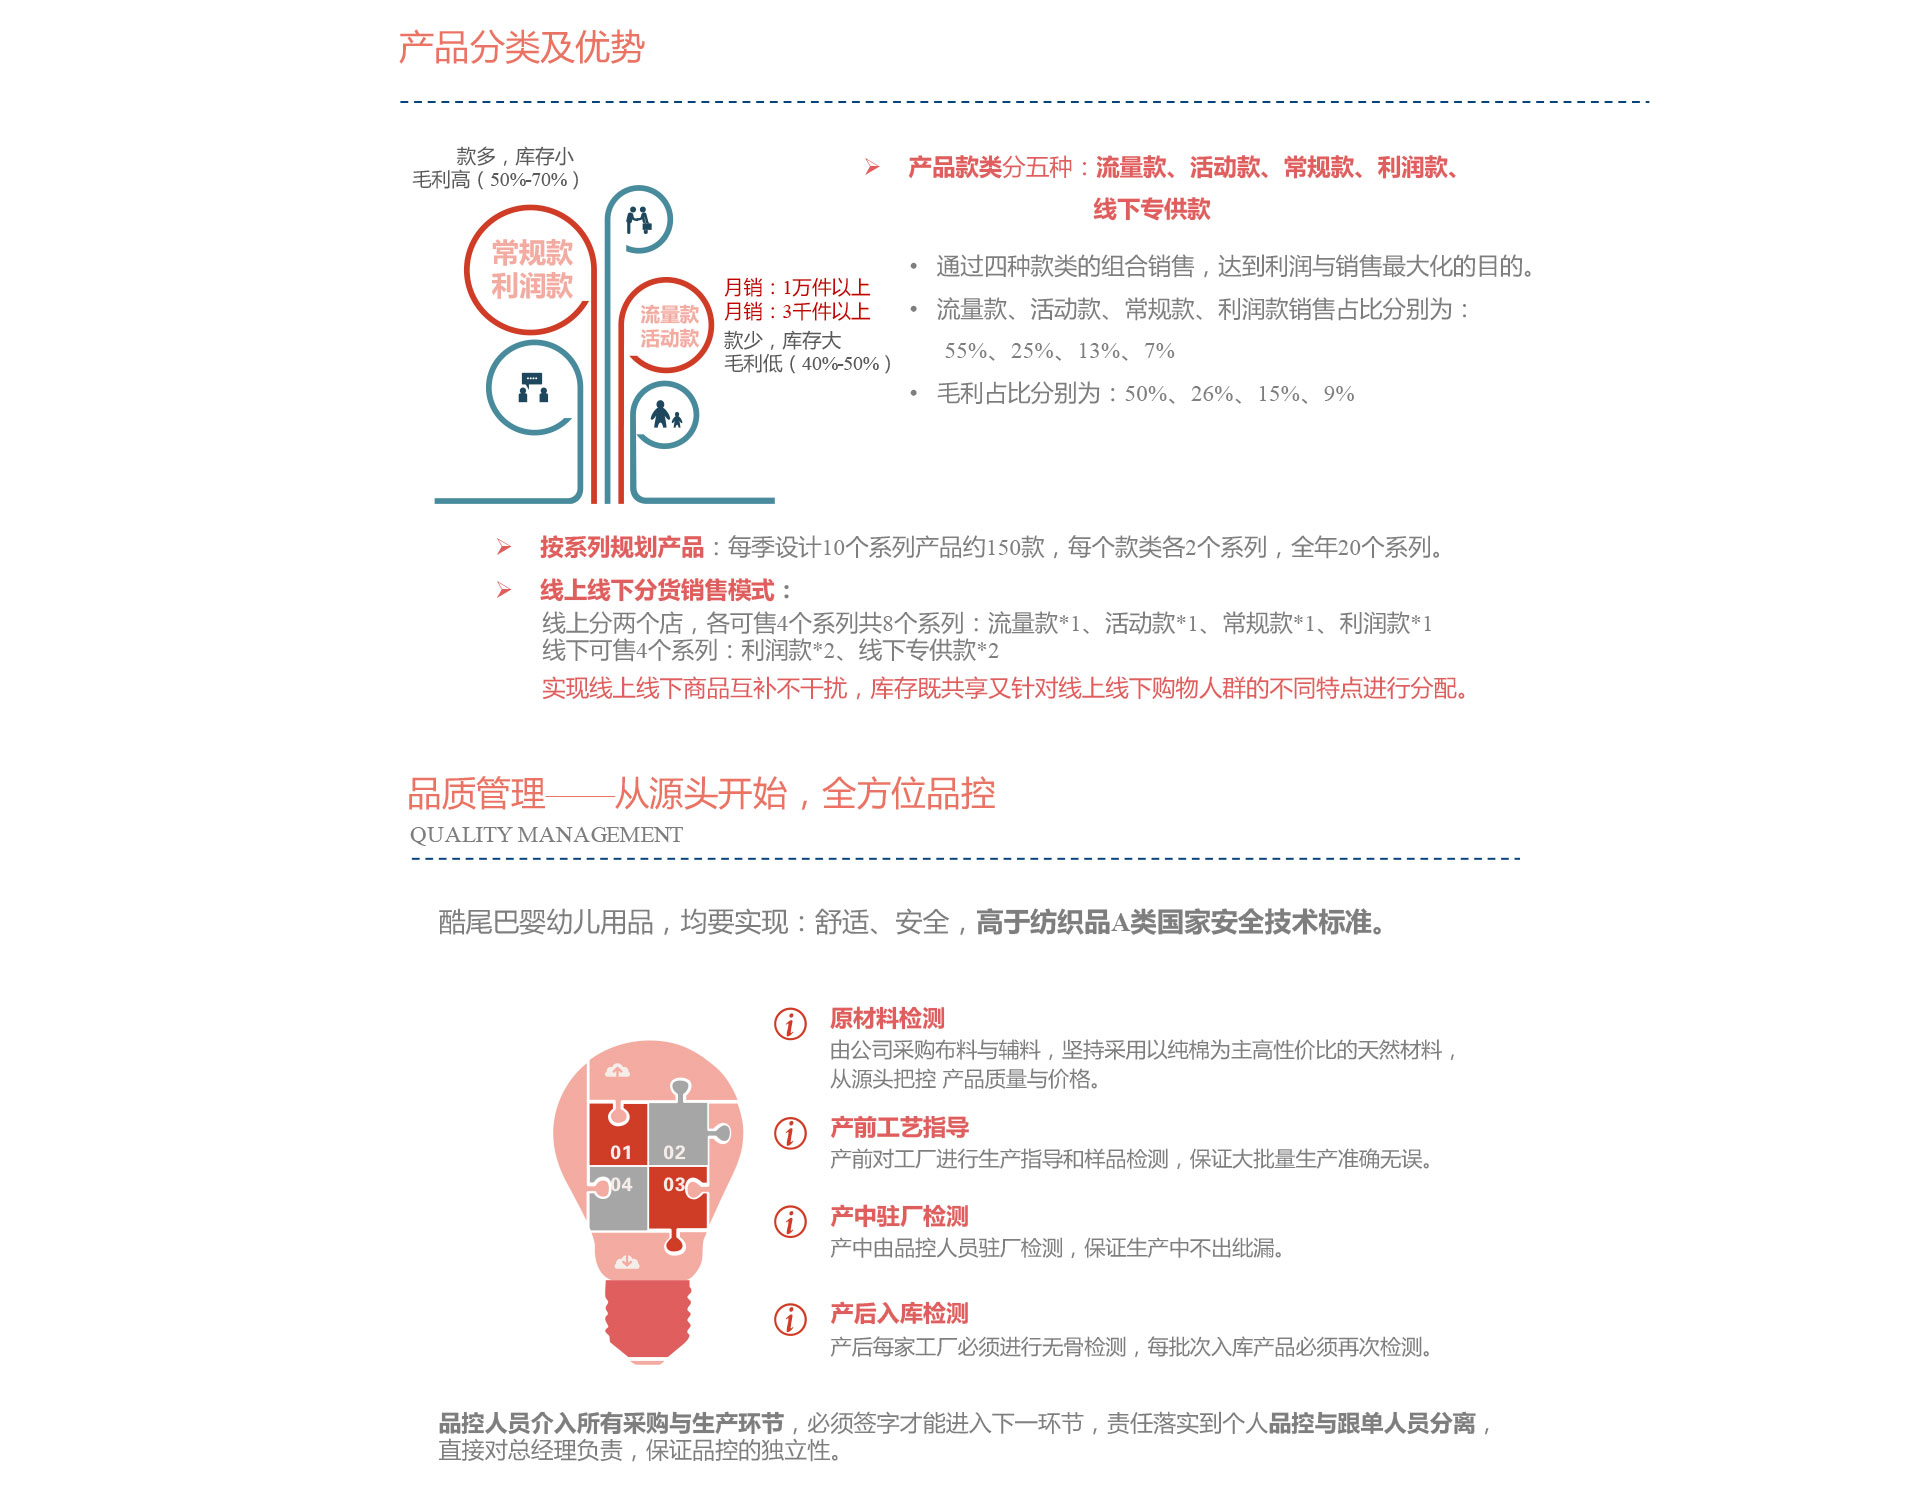 产品分类及优势
款多，库存小
毛利高（50%-70%）
常规款
利润款
流量款
活动款
月销：1万件以上
月销：3千件以上
款少，库存大
毛利低（40%-50%）
产品款类分五种：流量款、活动款、常规款、利润款、
线下专供款
• 通过四种款类的组合销售，达到利润与销售最大化的目的。
• 流量款、活动款、常规款、利润款销售占比分别为：
55%、25%、13%、7%
• 毛利占比分别为：50%、26%、15%、9%
按系列规划产品：每季设计10个系列产品约150款，每个款类各2个系列，全年20个系列。
线上线下分货销售模式：
线上分两个店，各可售4个系列共8个系列：流量款*1、活动款*1、常规款*1、利润款*1
线下可售4个系列：利润款*2、线下专供款*2
实现线上线下商品互补不干扰，库存既共享又针对线上线下购物人群的不同特点进行分配。
品质管理——从源头开始，全方位品控
QUALITY MANAGEMENT
酷尾巴婴幼儿用品，均要实现：舒适、安全，高于纺织品A类国家安全技术标准。
01
02
04
03
原材料检测
由公司采购布料与辅料，坚持采用以纯棉为主高性价比的天然材料，
从源头把控 产品质量与价格。
产前工艺指导
产前对工厂进行生产指导和样品检测，保证大批量生产准确无误。
产中驻厂检测
产中由品控人员驻厂检测，保证生产中不出纰漏。
产后入库检测
产后每家工厂必须进行无骨检测，每批次入库产品必须再次检测。
品控人员介入所有采购与生产环节，必须签字才能进入下一环节，责任落实到个人品控与跟单人员分离，
直接对总经理负责，保证品控的独立性。